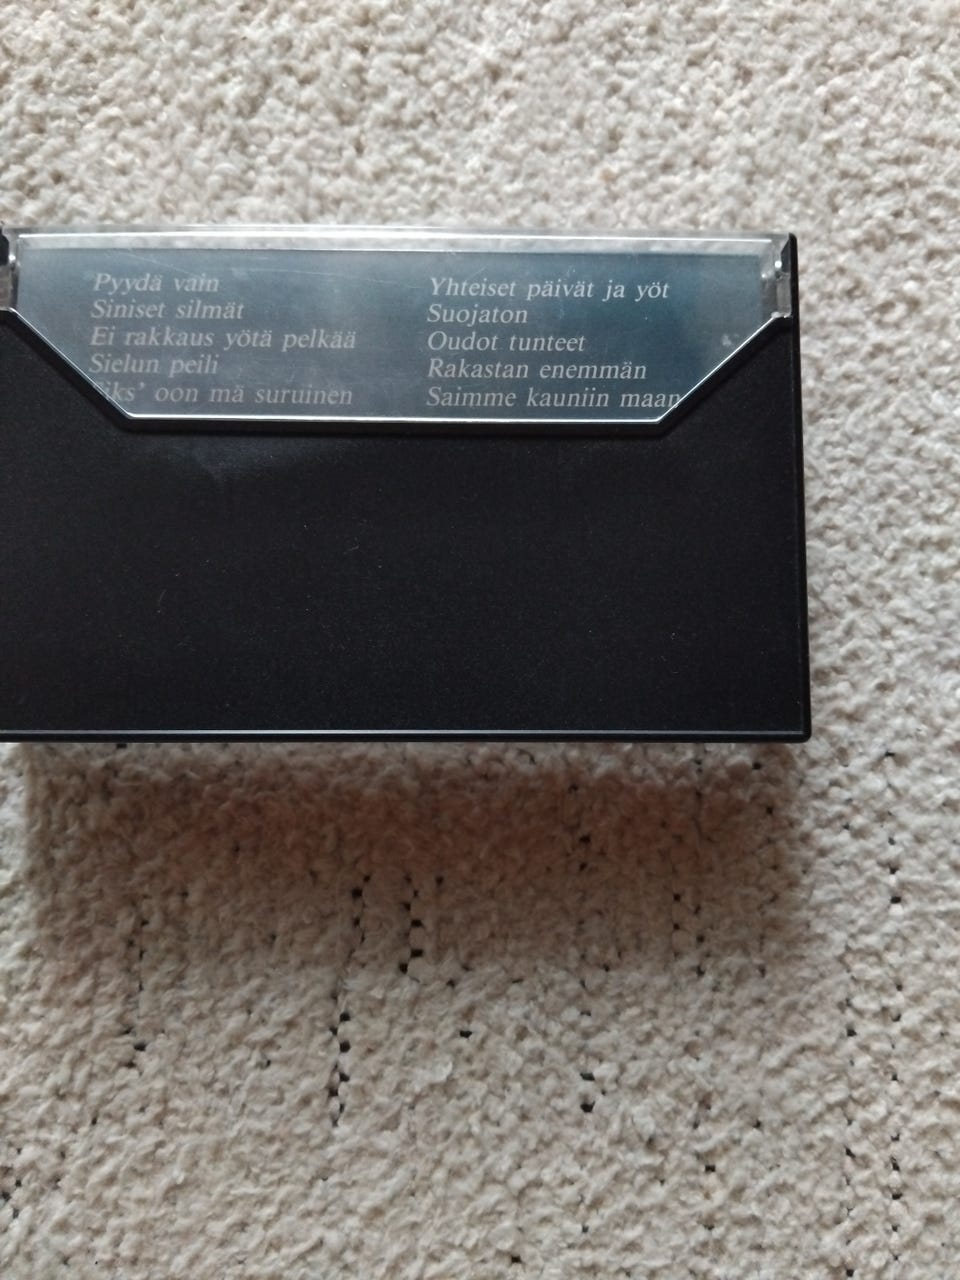 Pyydä vain
Siniset silmät
Ei rakkaus yötä pelkää
Sielun peili
oon mä suruinen
Yhteiset päivät ja yöt
Suojaton
Oudot tunteet
Rakastan enemmän
Saimme kauniin maan